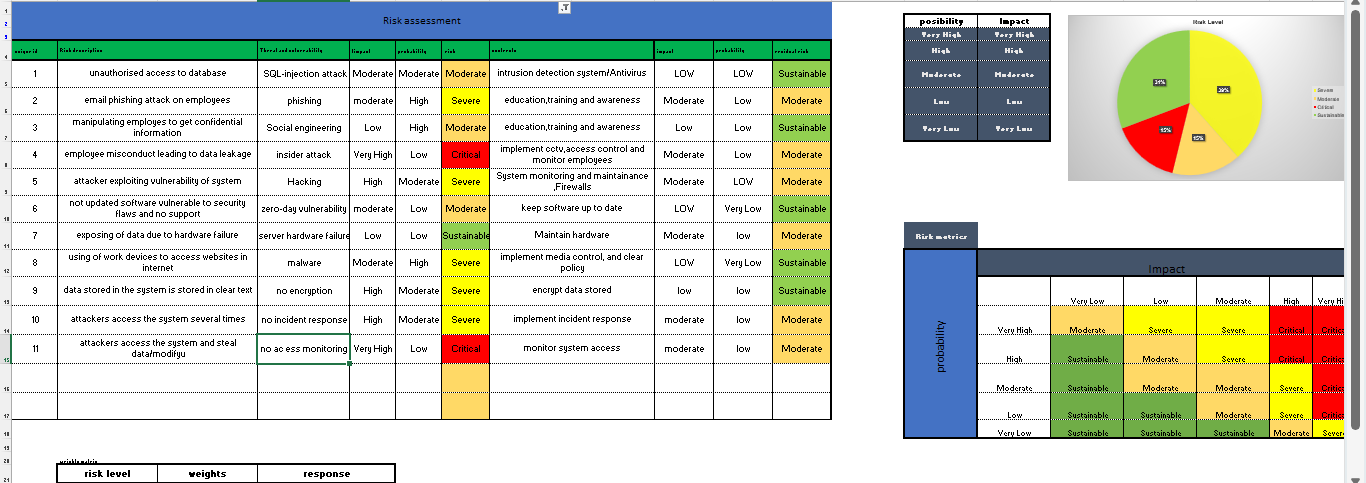 Risk assessment
unique id Risk description Threat and vulnerability impact probability risk impact probability residual risk
1 unauthorised access to database SQL-injection attack Moderate Moderate Moderate intrusion detection system/Antivirus LOW LOW Sustainable
2 email phishing attack on employees phishing moderate High Severe education,training and awareness Moderate Low Moderate
3 manipulating employes to get confidential information Social engineering Low High Moderate education,training and awareness Low Low Sustainable
4 employee misconduct leading to data leakage insider attack Very High Low Critical implement cctv,access control and monitor employees Moderate Low Moderate
5 attacker exploiting vulnerability of system Hacking High Moderate Severe System monitoring and maintainance ,Firewalls Moderate LOW Moderate
6 not updated software vulnerable to security flaws and no support zero-day vulnerability moderate Low Moderate keep software up to date LOW Very Low Sustainable
7 exposing of data due to hardware failure server hardware failure Low Low Sustainable Maintain hardware Moderate low Moderate
8 using of work devices to access websites in internet malware Moderate High Severe implement media control, and clear policy LOW Very Low Sustainable
9 data stored in the system is stored in clear text no encryption High Moderate Severe encrypt data stored low low Sustainable
10 attackers access the system several times no incident response High Moderate Severe implement incident response moderate low Moderate
11 attackers access the system and steal data/modifyu no ac ess monitoring Very High Low Critical monitor system access moderate low Moderate
risk level weights response
posibility Impact
Very High Very High
High High
Moderate Moderate
Low Low
Very Low Very Low
Risk Level
31%
38%
15%
15%
Severe
Moderate
Critical
Sustainable
Risk metrics
Impact
probability
Very Low Low Moderate High Very Hi
Very High Moderate Severe Severe Critical Critic
High Sustainable Moderate Severe Critical Critic
Moderate Sustainable Moderate Moderate Severe Critic
Low Sustainable Sustainable Moderate Severe Critic
Very Low Sustainable Sustainable Sustainable Moderate Sever